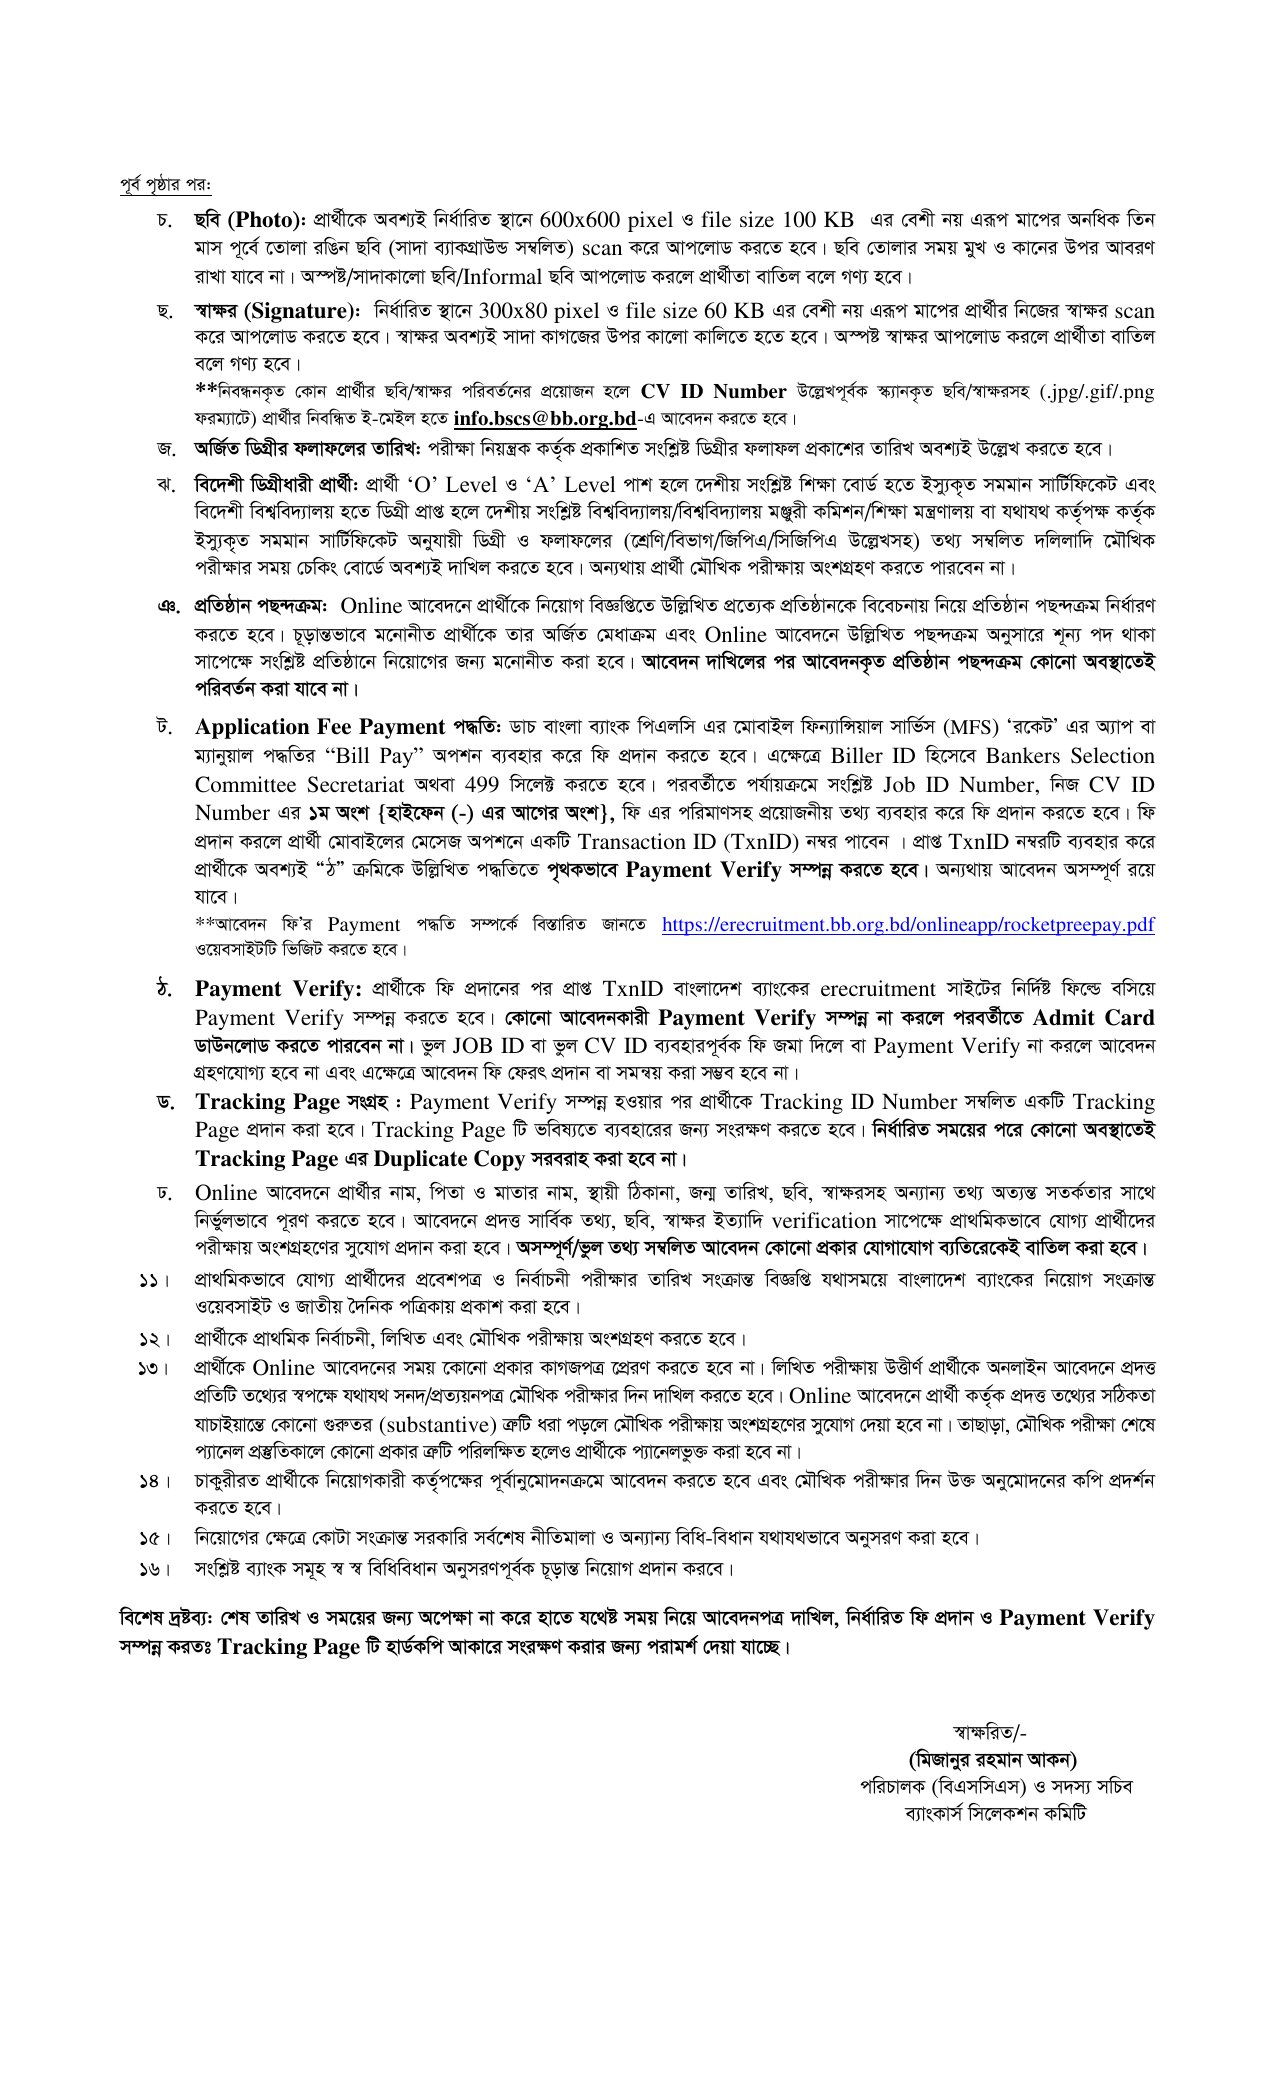 পূর্ব পৃষ্ঠার পর:
চ. ছবি (Photo): প্রার্থীকে অবশ্যই নির্ধারিত স্থানে 600x600 pixel ও file size 100 KB এর বেশী নয় এরূপ মাপের অনধিক তিন
মাস পূর্বে তোলা রঙিন ছবি (সাদা ব্যাকগ্রাউন্ড সম্বলিত) scan করে আপলোড করতে হবে। ছবি তোলার সময় মুখ ও কানের উপর আবরণ
রাখা যাবে না। অস্পষ্ট/সাদাকালো ছবি/Informal ছবি আপলোড করলে প্রার্থীতা বাতিল বলে গণ্য হবে।
ছ. স্বাক্ষর (Signature): নির্ধারিত স্থানে 300x80 pixel ও file size 60 KB এর বেশী নয় এরূপ মাপের প্রার্থীর নিজের স্বাক্ষর scan
করে আপলোড করতে হবে। স্বাক্ষর অবশ্যই সাদা কাগজের উপর কালো কালিতে হতে হবে। অস্পষ্ট স্বাক্ষর আপলোড করলে প্রার্থীতা বাতিল
বলে গণ্য হবে।
**নিবন্ধনকৃত কোন প্রার্থীর ছবি/স্বাক্ষর পরিবর্তনের প্রয়োজন হলে CV ID Number উল্লেখপূর্বক স্ক্যানকৃত ছবি/স্বাক্ষরসহ (.jpg/.gif/.png
ফরম্যাটে) প্রার্থীর নিবন্ধিত ই-মেইল হতে info.bscs@bb.org.bd-এ আবেদন করতে হবে।
জ. অর্জিত ডিগ্রীর ফলাফলের তারিখ: পরীক্ষা নিয়ন্ত্রক কর্তৃক প্রকাশিত সংশ্লিষ্ট ডিগ্রীর ফলাফল প্রকাশের তারিখ অবশ্যই উল্লেখ করতে হবে।
ঝ. বিদেশী ডিগ্রীধারী প্রার্থী: প্রার্থী ‘O’ Level ও ‘A’ Level পাশ হলে দেশীয় সংশ্লিষ্ট শিক্ষা বোর্ড হতে ইস্যুকৃত সমমান সার্টিফিকেট এবং
বিদেশী বিশ্ববিদ্যালয় হতে ডিগ্রী প্রাপ্ত হলে দেশীয় সংশ্লিষ্ট বিশ্ববিদ্যালয়/বিশ্ববিদ্যালয় মঞ্জুরী কমিশন/শিক্ষা মন্ত্রণালয় বা যথাযথ কর্তৃপক্ষ কর্তৃক
ইস্যুকৃত সমমান সার্টিফিকেট অনুযায়ী ডিগ্রী ও ফলাফলের (শ্রেণি/বিভাগ/জিপিএ/সিজিপিএ উল্লেখসহ) তথ্য সম্বলিত দলিলাদি মৌখিক
পরীক্ষার সময় চেকিং বোর্ডে অবশ্যই দাখিল করতে হবে। অন্যথায় প্রার্থী মৌখিক পরীক্ষায় অংশগ্রহণ করতে পারবেন না।
ঞ. প্রতিষ্ঠান পছন্দক্রম: Online আবেদনে প্রার্থীকে নিয়োগ বিজ্ঞপ্তিতে উল্লিখিত প্রত্যেক প্রতিষ্ঠানকে বিবেচনায় নিয়ে প্রতিষ্ঠান পছন্দক্রম নির্ধারণ
করতে হবে। চূড়ান্তভাবে মনোনীত প্রার্থীকে তার অর্জিত মেধাক্রম এবং Online আবেদনে উল্লিখিত পছন্দক্রম অনুসারে শূন্য পদ থাকা
সাপেক্ষে সংশ্লিষ্ট প্রতিষ্ঠানে নিয়োগের জন্য মনোনীত করা হবে। আবেদন দাখিলের পর আবেদনকৃত প্রতিষ্ঠান পছন্দক্রম কোনো অবস্থাতেই
পরিবর্তন করা যাবে না।
ট. Application Fee Payment পদ্ধতি: ডাচ বাংলা ব্যাংক পিএলসি এর মোবাইল ফিন্যান্সিয়াল সার্ভিস (MFS) ‘রকেট’ এর অ্যাপ বা
ম্যানুয়াল পদ্ধতির “Bill Pay” অপশন ব্যবহার করে ফি প্রদান করতে হবে। এক্ষেত্রে Biller ID হিসেবে Bankers Selection
Committee Secretariat অথবা 499 সিলেক্ট করতে হবে। পরবর্তীতে পর্যায়ক্রমে সংশ্লিষ্ট Job ID Number, নিজ CV ID
Number এর ১ম অংশ {হাইফেন (-) এর আগের অংশ}, ফি এর পরিমাণসহ প্রয়োজনীয় তথ্য ব্যবহার করে ফি প্রদান করতে হবে। ফি
প্রদান করলে প্রার্থী মোবাইলের মেসেজ অপশনে একটি Transaction ID (TxnID) নম্বর পাবেন । প্রাপ্ত TxnID নম্বরটি ব্যবহার করে
প্রার্থীকে অবশ্যই “ঠ” ক্রমিকে উল্লিখিত পদ্ধতিতে পৃথকভাবে Payment Verify সম্পন্ন করতে হবে। অন্যথায় আবেদন অসম্পূর্ণ রয়ে
যাবে।
**আবেদন ফি’র Payment পদ্ধতি সম্পর্কে বিস্তারিত জানতে https://erecruitment.bb.org.bd/onlineapp/rocketpreepay.pdf
ওয়েবসাইটটি ভিজিট করতে হবে।
ঠ. Payment Verify: প্রার্থীকে ফি প্রদানের পর প্রাপ্ত TxnID বাংলাদেশ ব্যাংকের erecruitment সাইটের নির্দিষ্ট ফিল্ডে বসিয়ে
Payment Verify সম্পন্ন করতে হবে। কোনো আবেদনকারী Payment Verify সম্পন্ন না করলে পরবর্তীতে Admit Card
ডাউনলোড করতে পারবেন না। ভুল JOB ID বা ভুল CV ID ব্যবহারপূর্বক ফি জমা দিলে বা Payment Verify না করলে আবেদন
গ্রহণযোগ্য হবে না এবং এক্ষেত্রে আবেদন ফি ফেরৎ প্রদান বা সমন্বয় করা সম্ভব হবে না।
ড. Tracking Page সংগ্রহ : Payment Verify সম্পন্ন হওয়ার পর প্রার্থীকে Tracking ID Number সম্বলিত একটি Tracking
Page প্রদান করা হবে। Tracking Page টি ভবিষ্যতে ব্যবহারের জন্য সংরক্ষণ করতে হবে। নির্ধারিত সময়ের পরে কোনো অবস্থাতেই
Tracking Page এর Duplicate Copy সরবরাহ করা হবে না।
ঢ. Online আবেদনে প্রার্থীর নাম, পিতা ও মাতার নাম, স্থায়ী ঠিকানা, জন্ম তারিখ, ছবি, স্বাক্ষরসহ অন্যান্য তথ্য অত্যন্ত সতর্কতার সাথে
নির্ভুলভাবে পূরণ করতে হবে। আবেদনে প্রদত্ত সার্বিক তথ্য, ছবি, স্বাক্ষর ইত্যাদি verification সাপেক্ষে প্রাথমিকভাবে যোগ্য প্রার্থীদের
পরীক্ষায় অংশগ্রহণের সুযোগ প্রদান করা হবে। অসম্পূর্ণ/ভুল তথ্য সম্বলিত আবেদন কোনো প্রকার যোগাযোগ ব্যতিরেকেই বাতিল করা হবে।
১১। প্রাথমিকভাবে যোগ্য প্রার্থীদের প্রবেশপত্র ও নির্বাচনী পরীক্ষার তারিখ সংক্রান্ত বিজ্ঞপ্তি যথাসময়ে বাংলাদেশ ব্যাংকের নিয়োগ সংক্রান্ত
ওয়েবসাইট ও জাতীয় দৈনিক পত্রিকায় প্রকাশ করা হবে।
১২। প্রার্থীকে প্রাথমিক নির্বাচনী, লিখিত এবং মৌখিক পরীক্ষায় অংশগ্রহণ করতে হবে।
১৩। প্রার্থীকে Online আবেদনের সময় কোনো প্রকার কাগজপত্র প্রেরণ করতে হবে না। লিখিত পরীক্ষায় উত্তীর্ণ প্রার্থীকে অনলাইন আবেদনে প্রদত্ত
প্রতিটি তথ্যের স্বপক্ষে যথাযথ সনদ/প্রত্যয়নপত্র মৌখিক পরীক্ষার দিন দাখিল করতে হবে। Online আবেদনে প্রার্থী কর্তৃক প্রদত্ত তথ্যের সঠিকতা
যাচাইয়ান্তে কোনো গুরুতর (substantive) ত্রুটি ধরা পড়লে মৌখিক পরীক্ষায় অংশগ্রহণের সুযোগ দেয়া হবে না। তাছাড়া, মৌখিক পরীক্ষা শেষে
প্যানেল প্রস্তুতিকালে কোনো প্রকার ত্রুটি পরিলক্ষিত হলেও প্রার্থীকে প্যানেলভুক্ত করা হবে না।
১৪। চাকুরীরত প্রার্থীকে নিয়োগকারী কর্তৃপক্ষের পূর্বানুমোদনক্রমে আবেদন করতে হবে এবং মৌখিক পরীক্ষার দিন উক্ত অনুমোদনের কপি প্রদর্শন
করতে হবে।
১৫। নিয়োগের ক্ষেত্রে কোটা সংক্রান্ত সরকারি সর্বশেষ নীতিমালা ও অন্যান্য বিধি-বিধান যথাযথভাবে অনুসরণ করা হবে।
১৬। সংশ্লিষ্ট ব্যাংক সমূহ স্ব স্ব বিধিবিধান অনুসরণপূর্বক চূড়ান্ত নিয়োগ প্রদান করবে।
বিশেষ দ্রষ্টব্য: শেষ তারিখ ও সময়ের জন্য অপেক্ষা না করে হাতে যথেষ্ট সময় নিয়ে আবেদনপত্র দাখিল, নির্ধারিত ফি প্রদান ও Payment Verify
সম্পন্ন করতঃ Tracking Page টি হার্ডকপি আকারে সংরক্ষণ করার জন্য পরামর্শ দেয়া যাচ্ছে।
স্বাক্ষরিত/-
(মিজানুর রহমান আকন)
পরিচালক (বিএসসিএস) ও সদস্য সচিব
ব্যাংকার্স সিলেকশন কমিটি